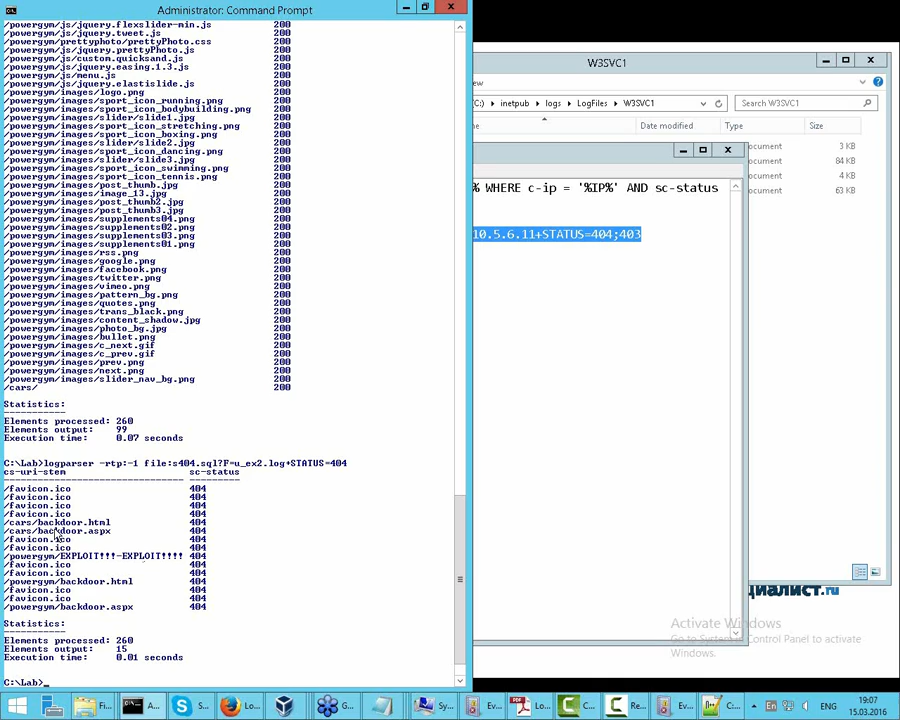 Administrator: Command Prompt
/powergym/js/jquery.flexslider-min.js 200
/powergym/js/jquery.tweet.js 200
/powergym/prettyphoto/prettyPhoto.css 200
/powergym/js/jquery.prettyPhoto.js 200
/powergym/js/custom.quicksand.js 200
/powergym/js/jquery.easing.1.3.js 200
/powergym/js/menu.js 200
/powergym/js/jquery.elastislide.js 200
/powergym/images/logo.png 200
/powergym/images/sport_icon_running.png 200
/powergym/images/sport_icon_bodybuilding.png 200
/powergym/images/slider/slide1.jpg 200
/powergym/images/sport_icon_stretching.png 200
/powergym/images/sport_icon_boxing.png 200
/powergym/images/slider/slide2.jpg 200
/powergym/images/sport_icon_dancing.png 200
/powergym/images/slider/slide3.jpg 200
/powergym/images/sport_icon_swimming.png 200
/powergym/images/sport_icon_tennis.png 200
/powergym/images/post_thumb.jpg 200
/powergym/images/image_13.jpg 200
/powergym/images/post_thumb2.jpg 200
/powergym/images/post_thumb3.jpg 200
/powergym/images/supplements04.png 200
/powergym/images/supplements02.png 200
/powergym/images/supplements03.png 200
/powergym/images/supplements01.png 200
/powergym/images/rss.png 200
/powergym/images/google.png 200
/powergym/images/facebook.png 200
/powergym/images/twitter.png 200
/powergym/images/vimeo.png 200
/powergym/images/pattern_bg.png 200
/powergym/images/quotes.png 200
/powergym/images/trans_black.png 200
/powergym/images/content_shadow.jpg 200
/powergym/images/photo_bg.jpg 200
/powergym/images/bullet.png 200
/powergym/images/c_next.gif 200
/powergym/images/c_prev.gif 200
/powergym/images/prev.png 200
/powergym/images/next.png 200
/powergym/images/slider_nav_bg.png 200
/cars/ 200
Statistics:
-----------
Elements processed: 260
Elements output: 99
Execution time: 0.07 seconds
C:\Lab>logparser -rtp:-1 file:s404.sql?F=u_ex2.log+STATUS=404
cs-uri-stem sc-status
/favicon.ico 404
/favicon.ico 404
/favicon.ico 404
/favicon.ico 404
/cars/backdoor.html 404
/cars/backdoor.aspx 404
/favicon.ico 404
/favicon.ico 404
/powergym/EXPLOIT!!!-EXPLOIT!!!! 404
/favicon.ico 404
/favicon.ico 404
/powergym/backdoor.html 404
/favicon.ico 404
/favicon.ico 404
/powergym/backdoor.aspx 404
Statistics:
-----------
Elements processed: 260
Elements output: 15
Execution time: 0.01 seconds
C:\Lab>_
W3SVC1
ew
C:) ▸ inetpub ▸ logs ▸ LogFiles ▸ W3SVC1
Search W3SVC1
ne Date modified Type Size
ocument 3 KB
ocument 84 KB
ocument 4 KB
ocument 63 KB
% WHERE c-ip = '%IP%' AND sc-status
10.5.6.11+STATUS=404;403
циалист.ru
Activate Windows
Go to System in Control Panel to activate
Windows.
Fi...
A...
S...
Lo...
G...
Sy...
Ev...
Lo...
C...
Re...
Ev...
C:...
En
ENG
19:07
15.03.2016